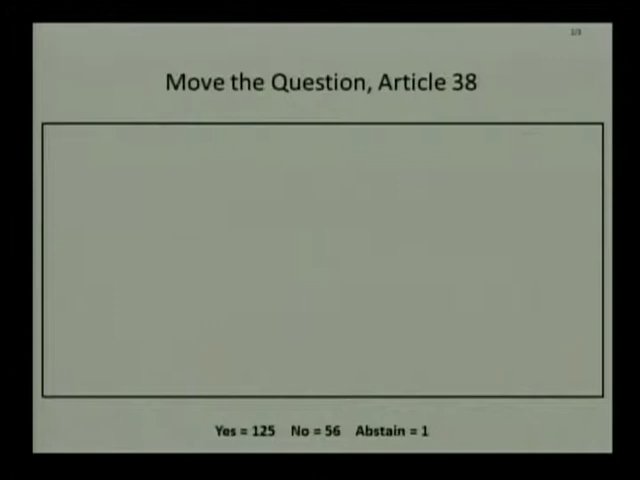 Move the Question, Article 38
Yes = 125 No = 56 Abstain = 1